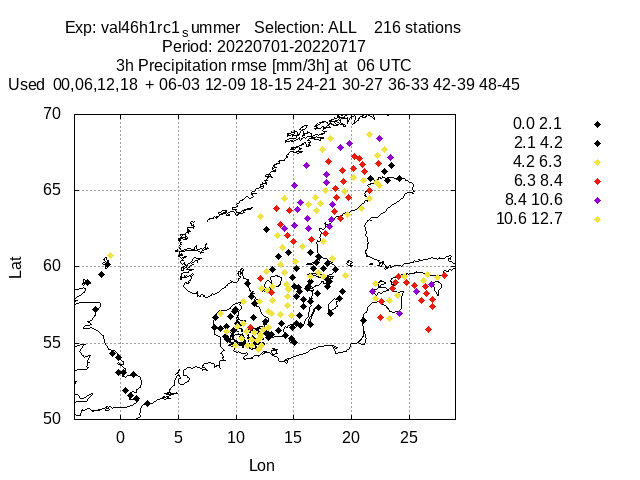 Exp: val46h1rc1summer   Selection: ALL    216 stations
Period: 20220701-20220717
3h Precipitation rmse [mm/3h] at  06 UTC
Used  00,06,12,18  + 06-03 12-09 18-15 24-21 30-27 36-33 42-39 48-45
70
65
60
55
50
Lat
0 5 10 15 20 25
Lon
0.0 2.1
2.1 4.2
4.2 6.3
6.3 8.4
8.4 10.6
10.6 12.7